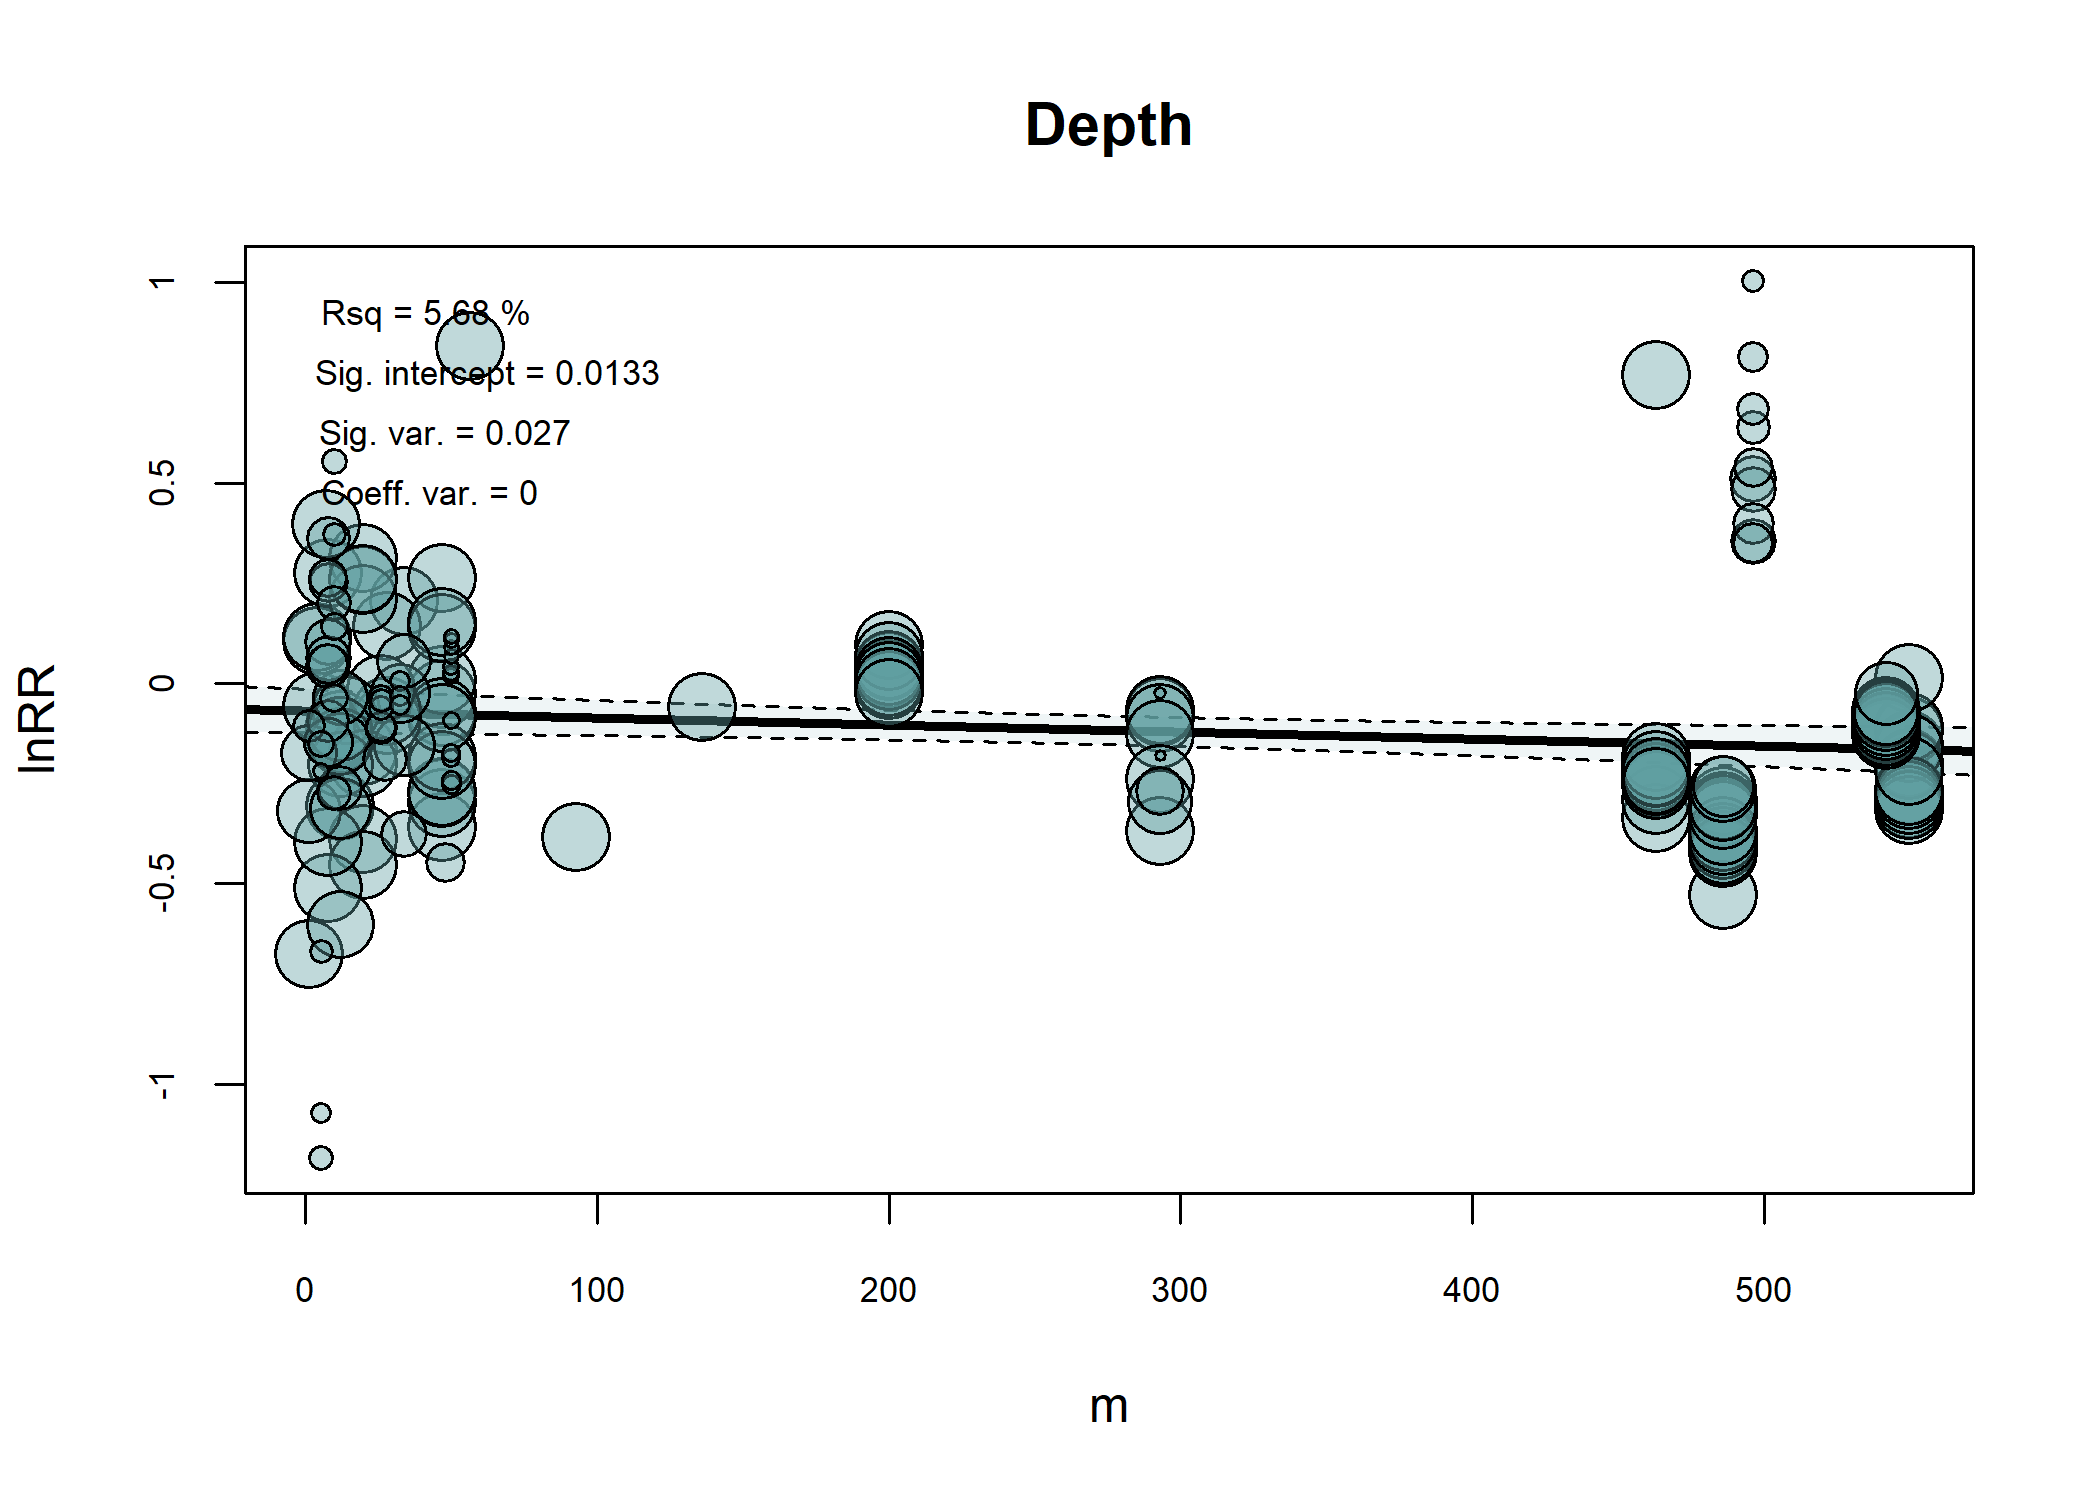 Depth
Rsq = 5.68 %
Sig. intercept = 0.0133
Sig. var. = 0.027
Coeff. var. = 0
lnRR
1
0.5
0
-0.5
-1
0 100 200 300 400 500
m